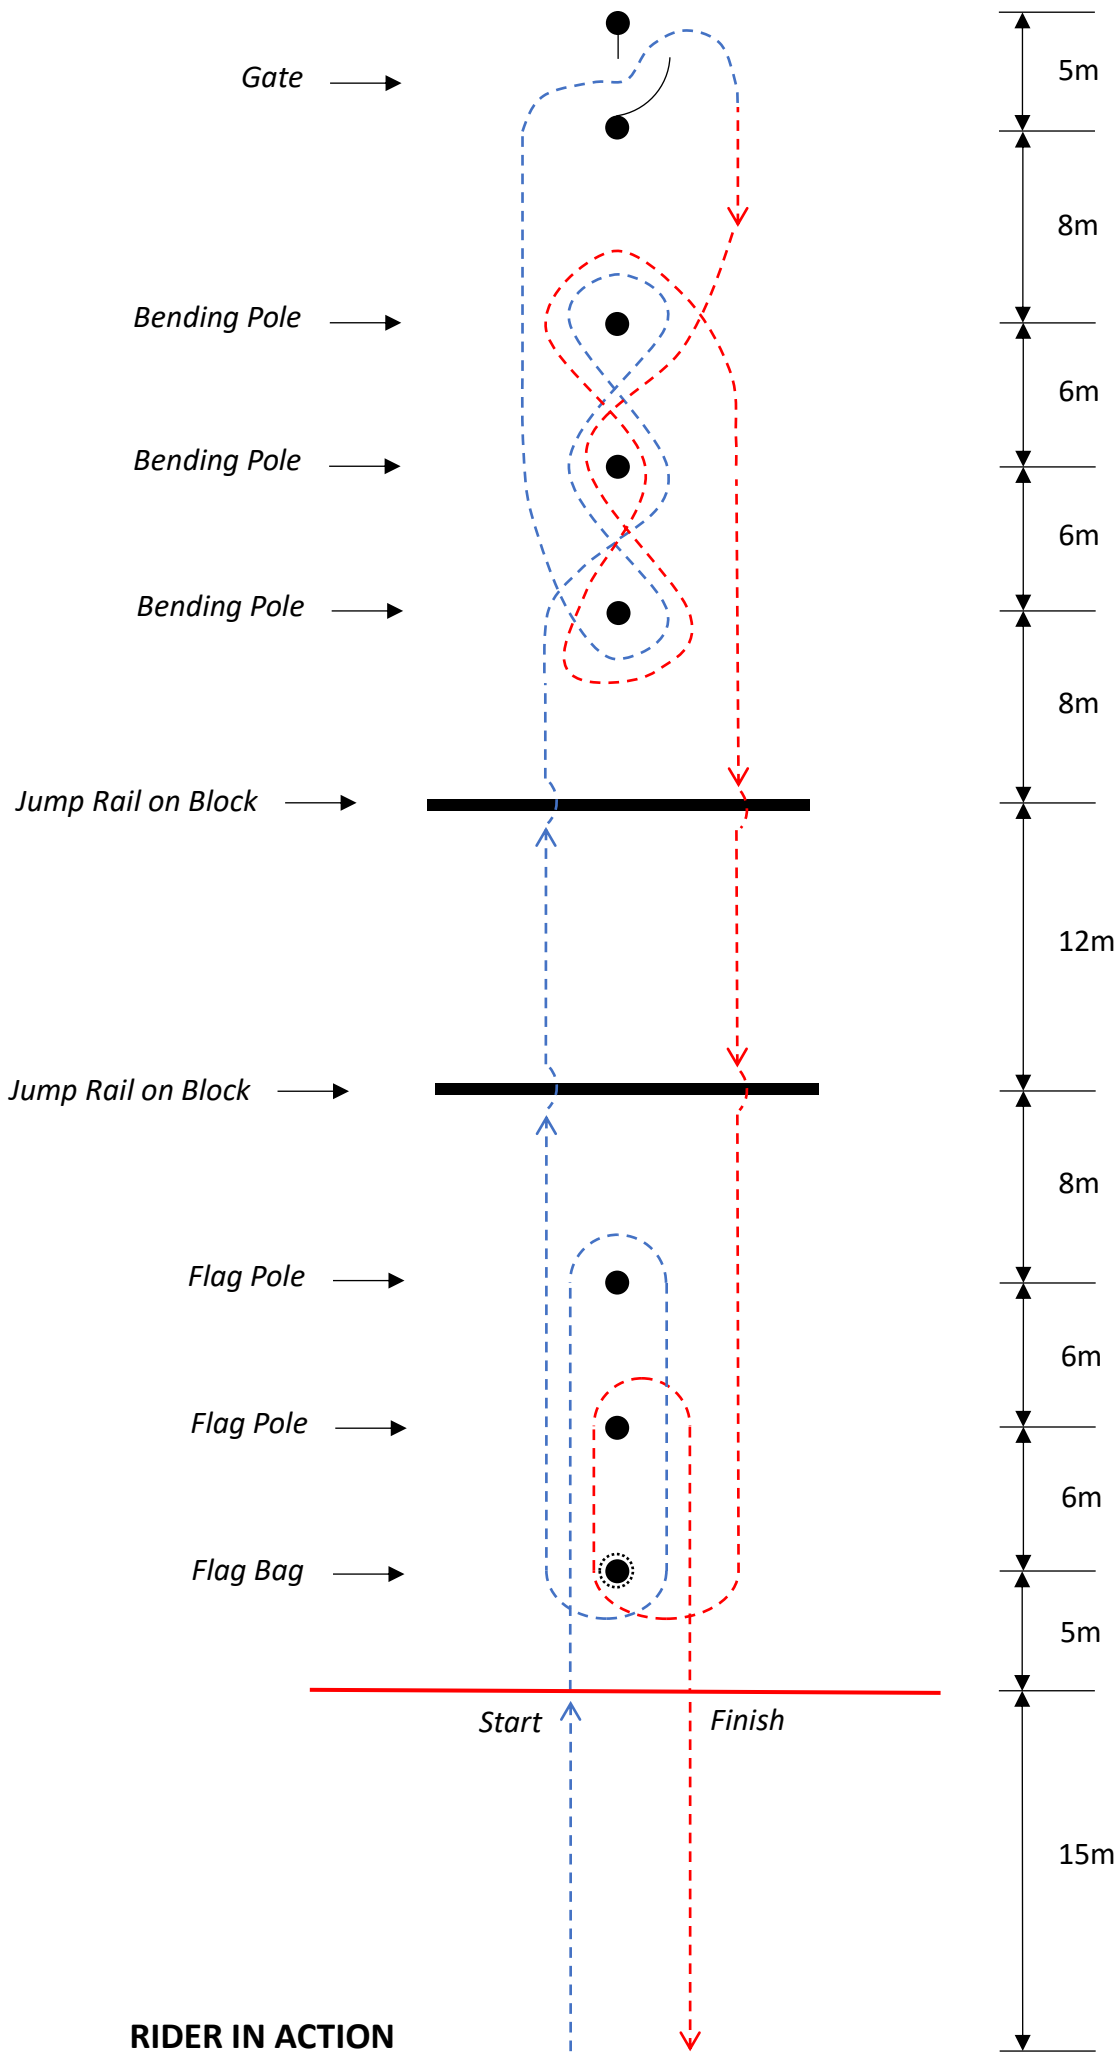 5m
Gate
8m
Bending Pole
6m
Bending Pole
6m
Bending Pole
8m
Jump Rail on Block
12m
Jump Rail on Block
8m
Flag Pole
6m
Flag Pole
6m
Flag Bag
5m
Start Finish
15m
RIDER IN ACTION